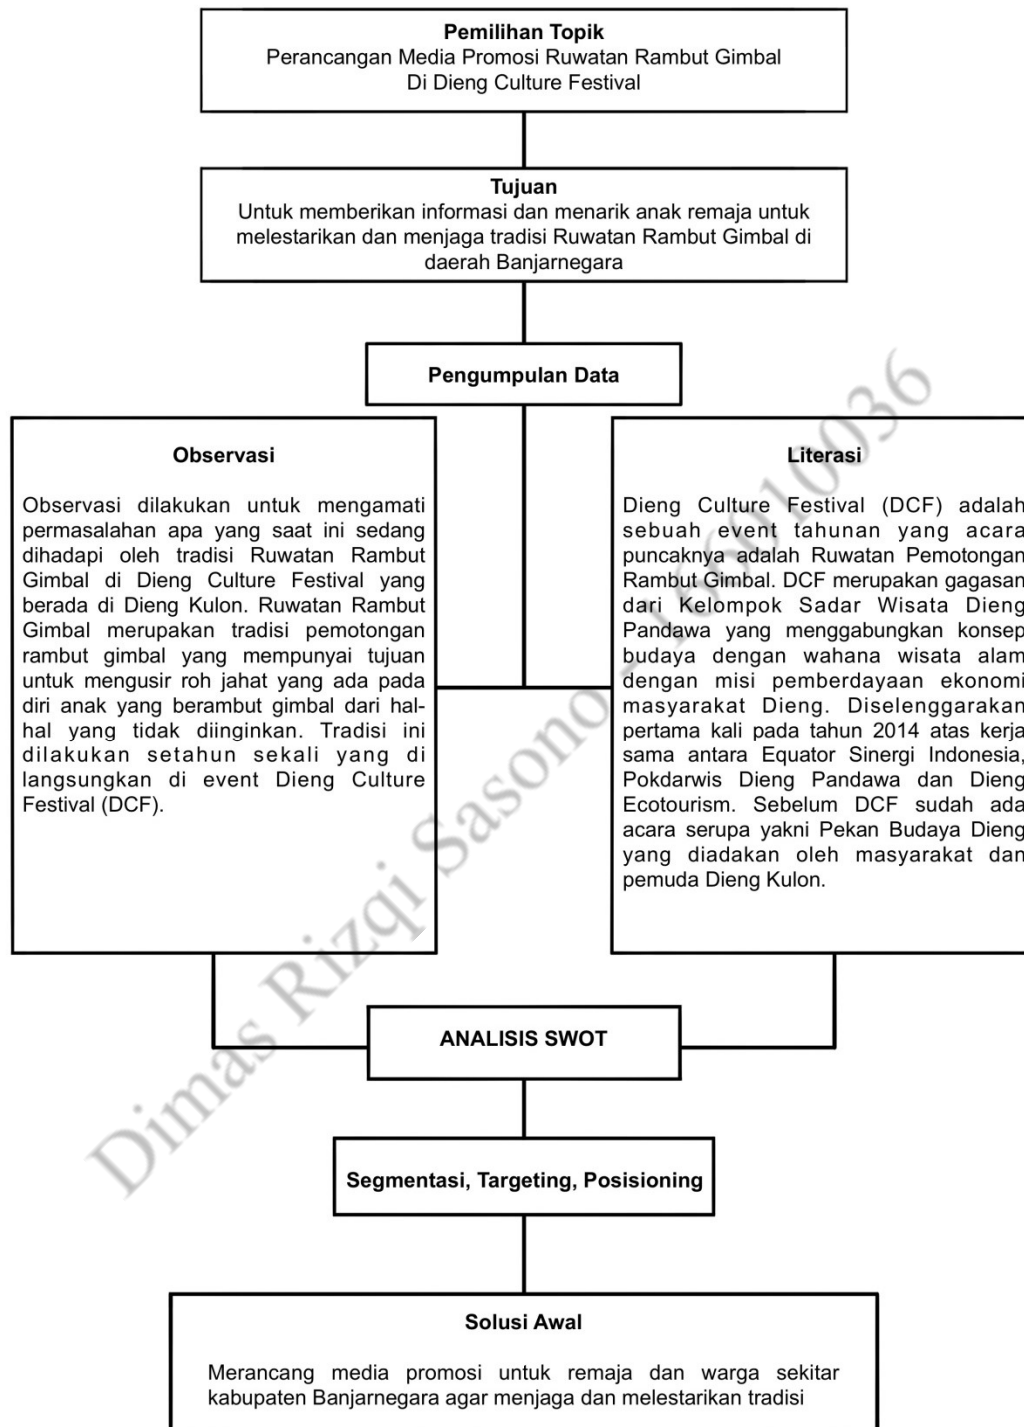 Pemilihan Topik
Perancangan Media Promosi Ruwatan Rambut Gimbal
Di Dieng Culture Festival
Tujuan
Untuk memberikan informasi dan menarik anak remaja untuk
melestarikan dan menjaga tradisi Ruwatan Rambut Gimbal di
daerah Banjarnegara
Pengumpulan Data
Observasi
Observasi dilakukan untuk mengamati
permasalahan apa yang saat ini sedang
dihadapi oleh tradisi Ruwatan Rambut
Gimbal di Dieng Culture Festival yang
berada di Dieng Kulon. Ruwatan Rambut
Gimbal merupakan tradisi pemotongan
rambut gimbal yang mempunyai tujuan
untuk mengusir roh jahat yang ada pada
diri anak yang berambut gimbal dari hal-
hal yang tidak diinginkan. Tradisi ini
dilakukan setahun sekali yang di
langsungkan di event Dieng Culture
Festival (DCF).
Literasi
Dieng Culture Festival (DCF) adalah
sebuah event tahunan yang acara
puncaknya adalah Ruwatan Pemotongan
Rambut Gimbal. DCF merupakan gagasan
dari Kelompok Sadar Wisata Dieng
Pandawa yang menggabungkan konsep
budaya dengan wahana wisata alam
dengan misi pemberdayaan ekonomi
masyarakat Dieng. Diselenggarakan
pertama kali pada tahun 2014 atas kerja
sama antara Equator Sinergi Indonesia,
Pokdarwis Dieng Pandawa dan Dieng
Ecotourism. Sebelum DCF sudah ada
acara serupa yakni Pekan Budaya Dieng
yang diadakan oleh masyarakat dan
pemuda Dieng Kulon.
ANALISIS SWOT
Segmentasi, Targeting, Posisioning
Solusi Awal
Merancang media promosi untuk remaja dan warga sekitar
kabupaten Banjarnegara agar menjaga dan melestarikan tradisi
Dimas Rizqi Sasono - 166010036